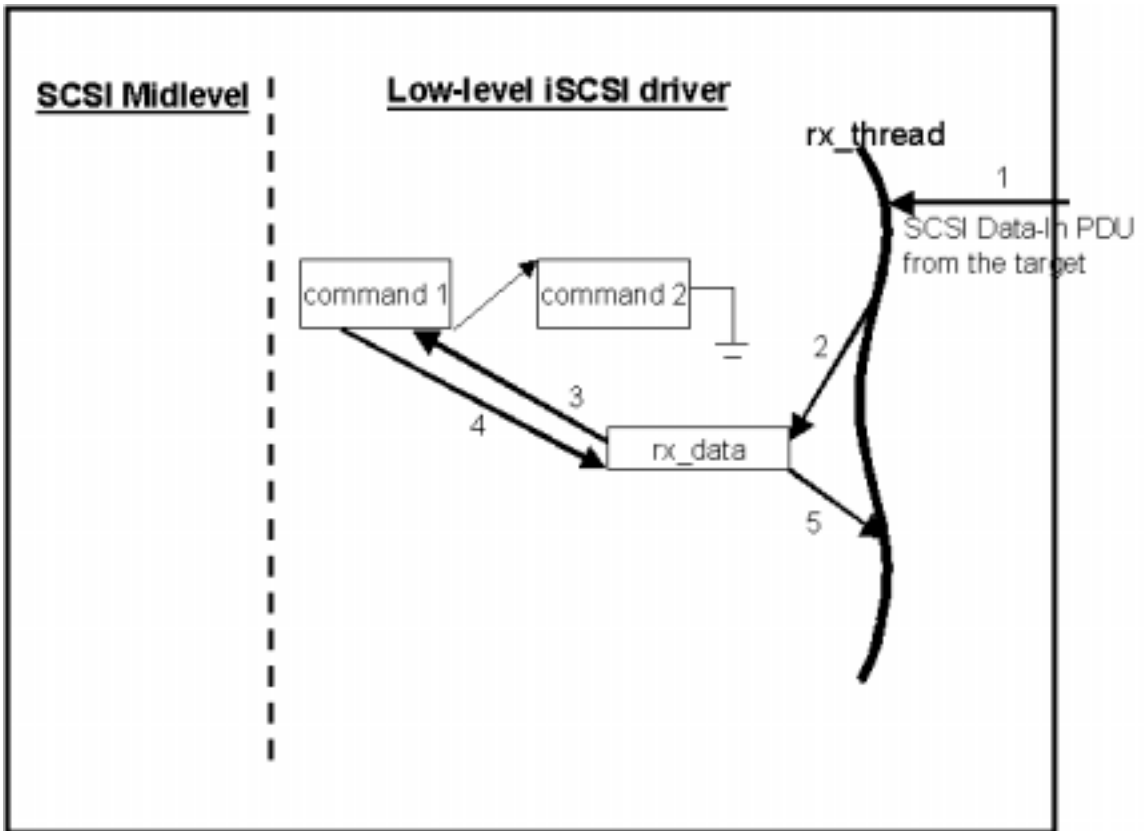 SCSI Midlevel
Low-level iSCSI driver
rx_thread
1
SCSI Data-In PDU
from the target
command 1
command 2
2
3
4
rx_data
5